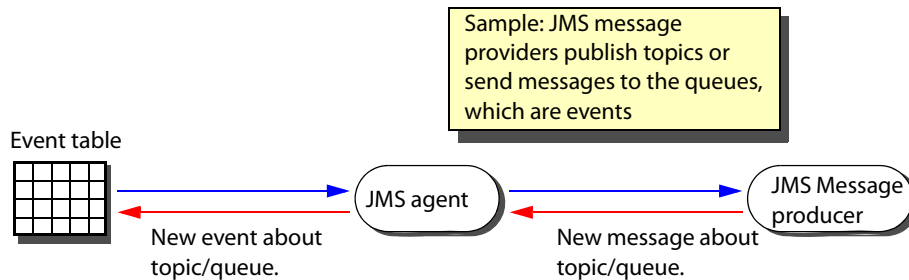 Sample: JMS message
providers publish topics or
send messages to the queues,
which are events
Event table
JMS agent
JMS Message
producer
New event about
topic/queue.
New message about
topic/queue.